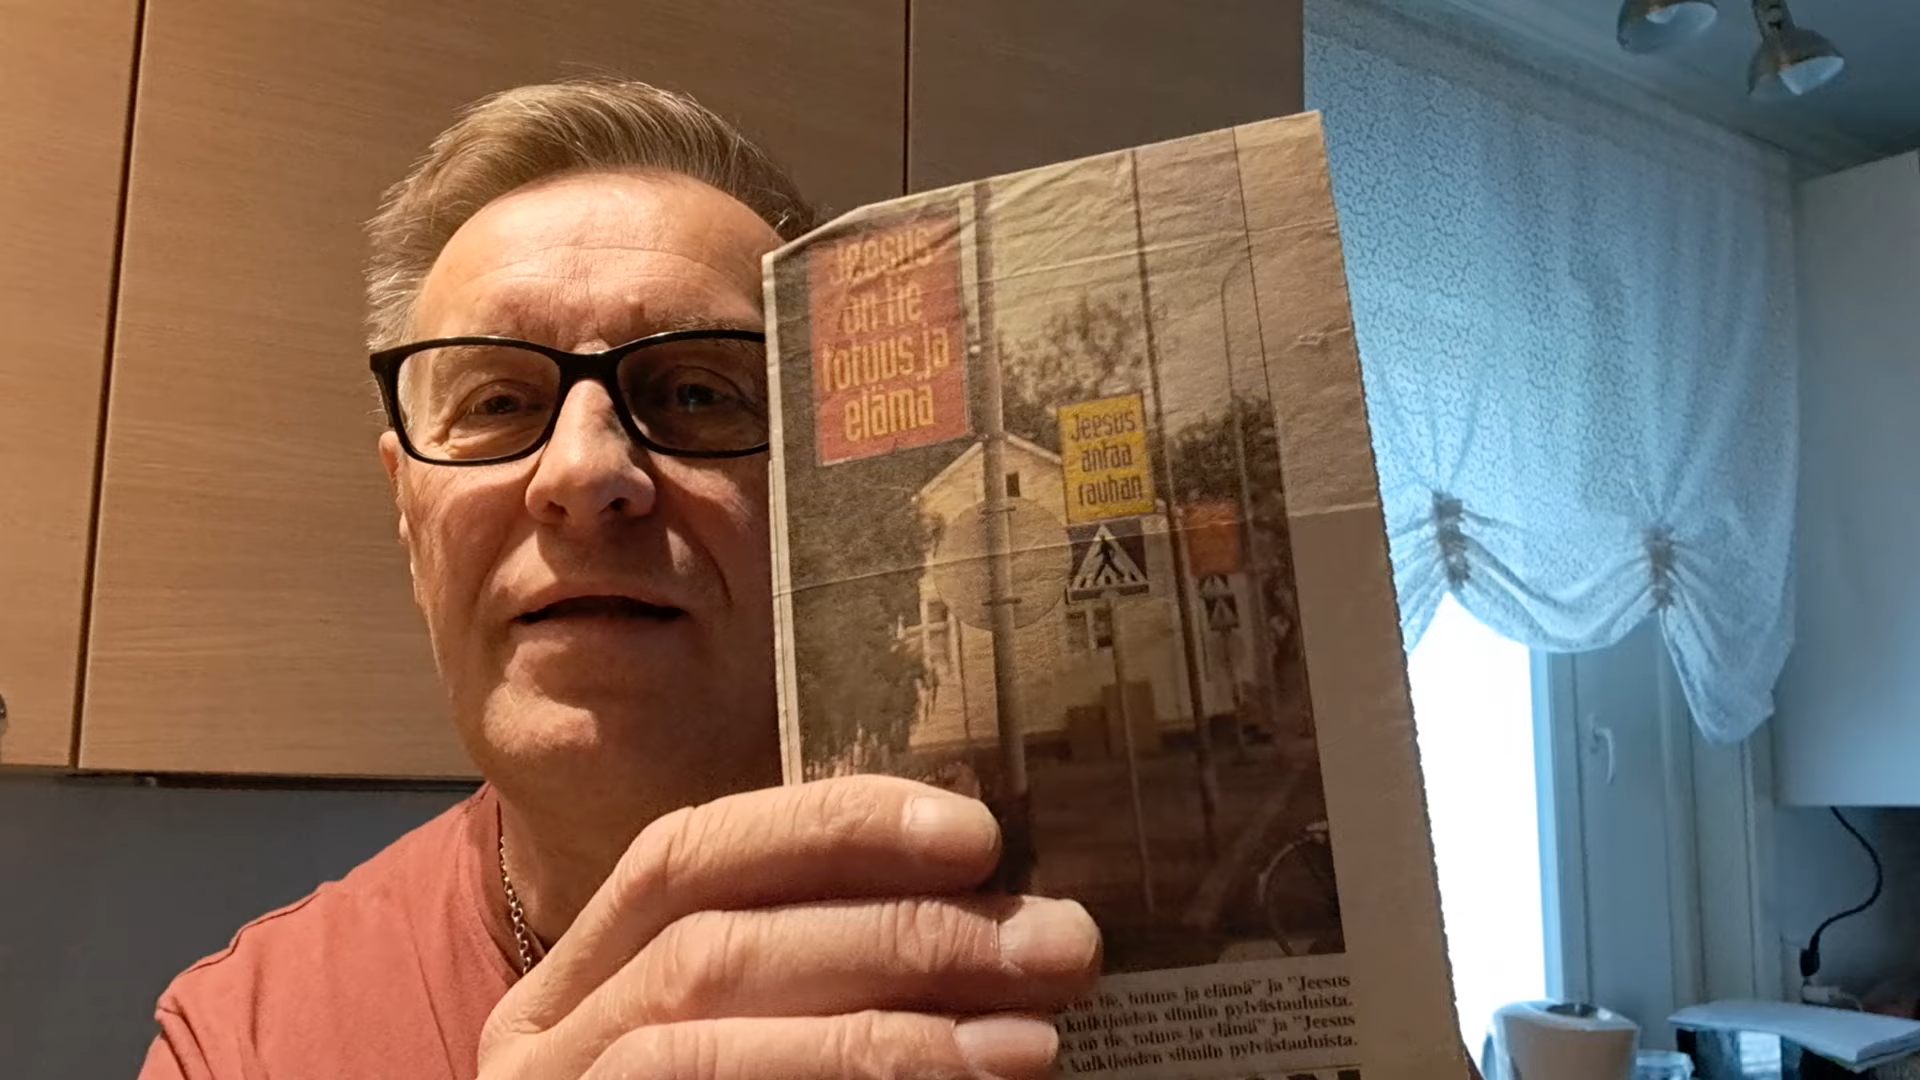 Jeesus
on tie
totuus ja
elämä
Jeesus
antaa
rauhan
on tie, totuus ja elämä" ja "Jeesus
kulkijoiden silmiin pylvästauluista.
on tie, totuus ja elämä" ja "Jeesus
kulkijoiden silmiin pylvästauluista.